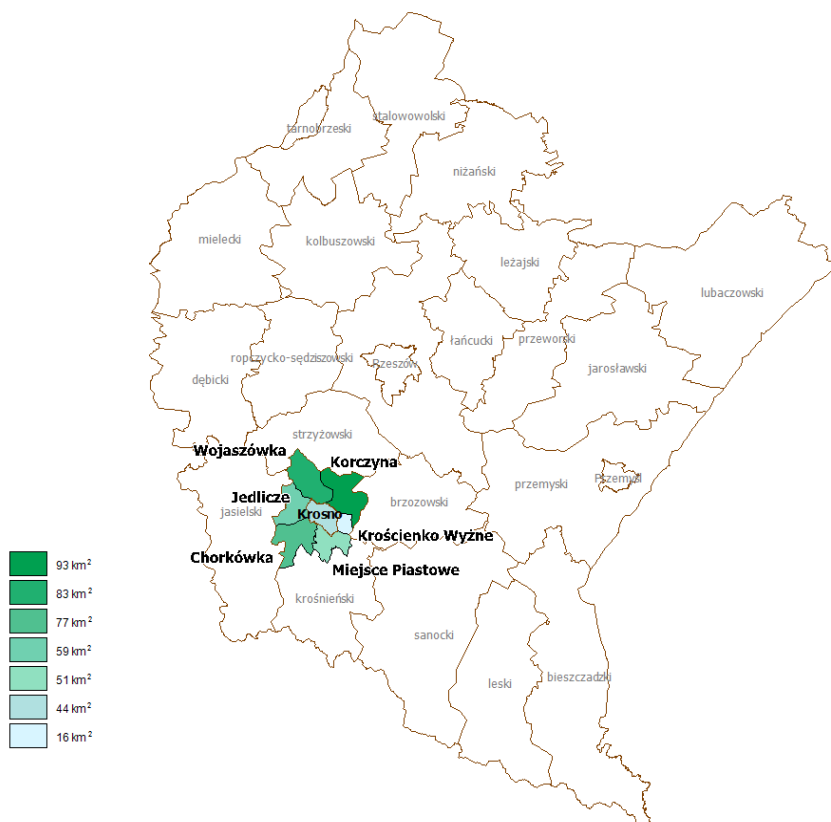 stalowowolski
tarnobrzeski
niżański
mielecki
kolbuszowski
leżajski
lubaczowski
łańcucki
przeworski
ropczycko-sędziszowski
Rzeszów
jarosławski
dębicki
strzyżowski
Wojaszówka
Korczyna
przemyski
Przemyśl
Jedlicze
brzozowski
jasielski
Krosno
Krościenko Wyżne
Chorkówka
Miejsce Piastowe
krośnieński
sanocki
leski
bieszczadzki
93 km²
83 km²
77 km²
59 km²
51 km²
44 km²
16 km²